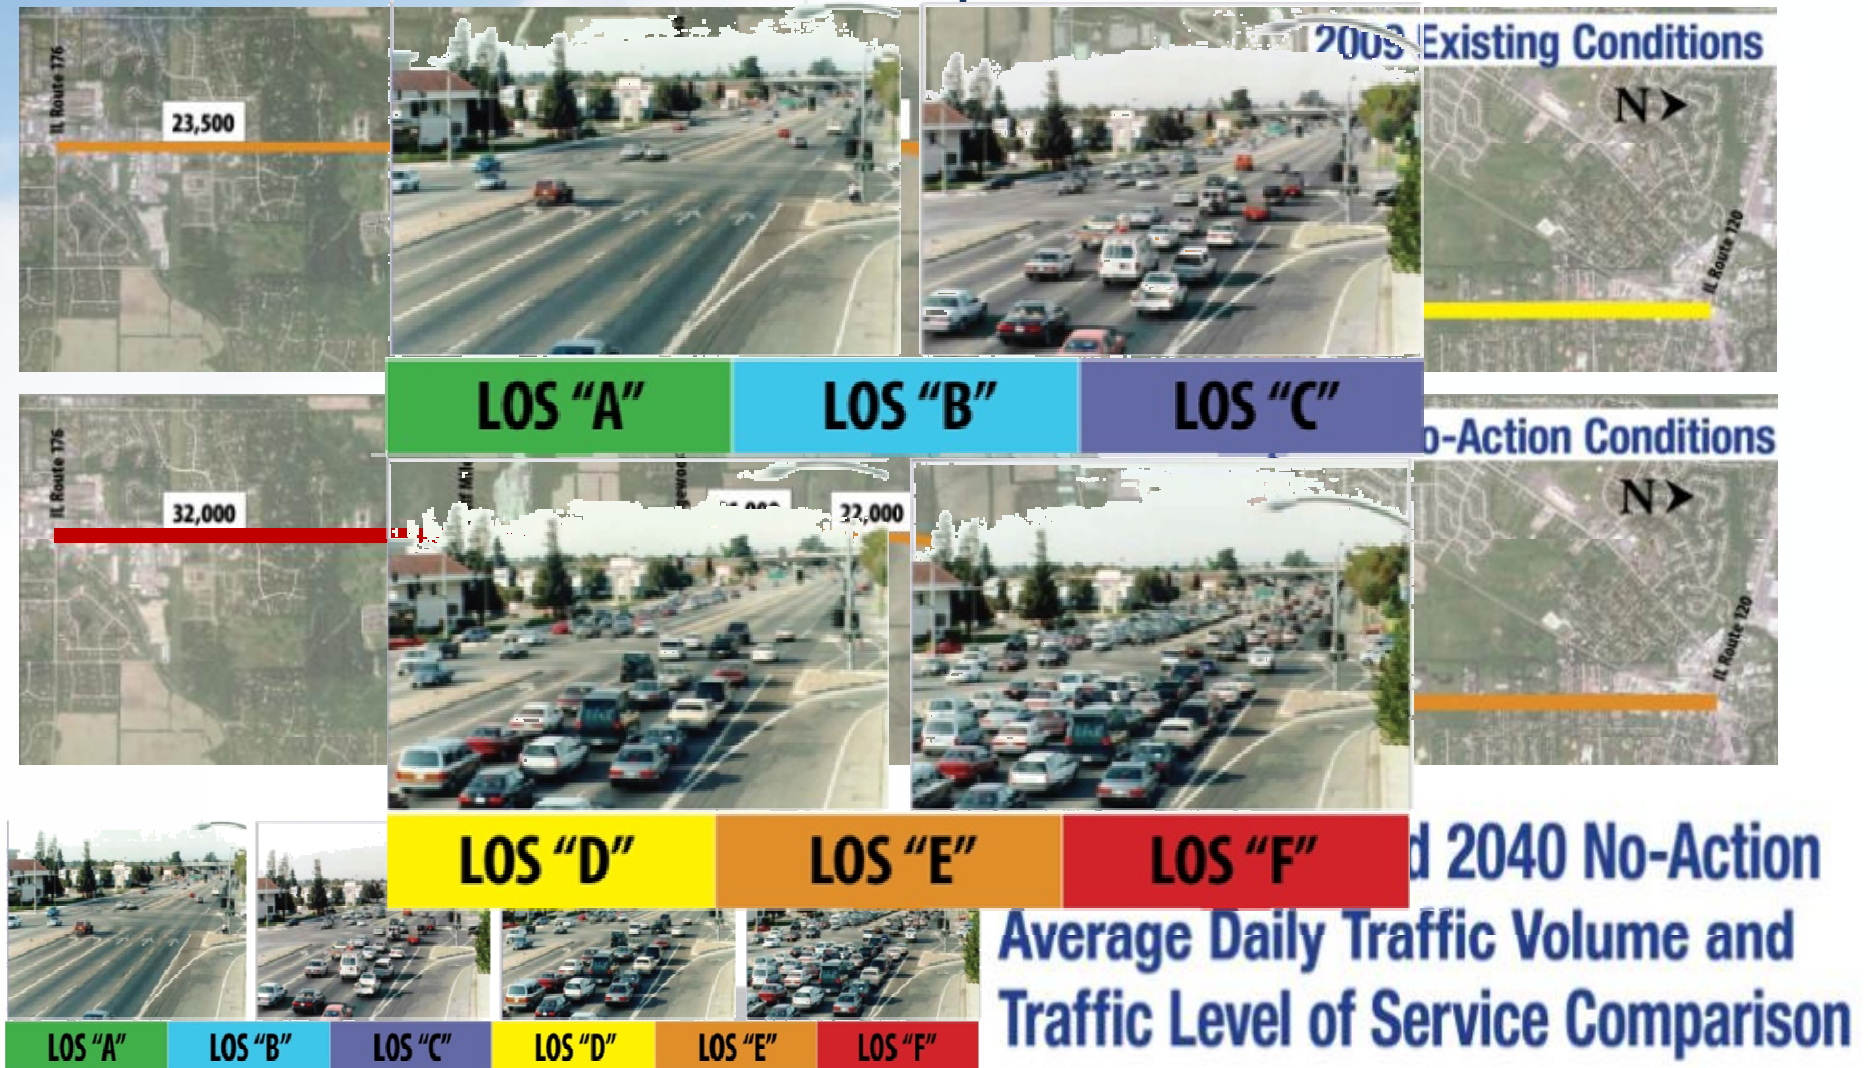 2009 Existing Conditions
IL Route 176
23,500
N
IL Route 120
LOS “A” LOS “B” LOS “C”
o-Action Conditions
IL Route 176
32,000
22,000
N
IL Route 120
LOS “D” LOS “E” LOS “F”
d 2040 No-Action
Average Daily Traffic Volume and
Traffic Level of Service Comparison
LOS “A” LOS “B” LOS “C” LOS “D” LOS “E” LOS “F”